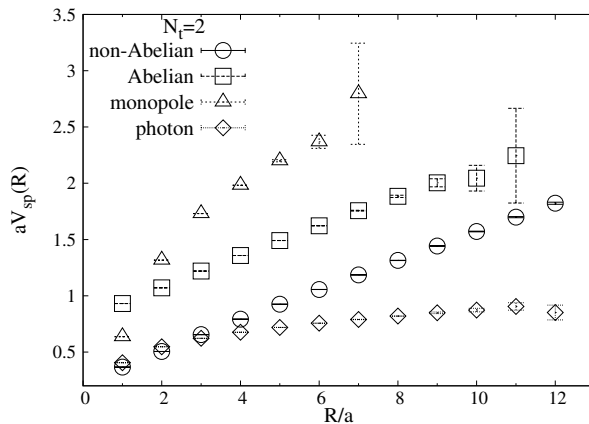 N_t=2
non-Abelian
Abelian
monopole
photon
3.5
3
2.5
2
1.5
1
0.5
aV_sp(R)
0 2 4 6 8 10 12
R/a